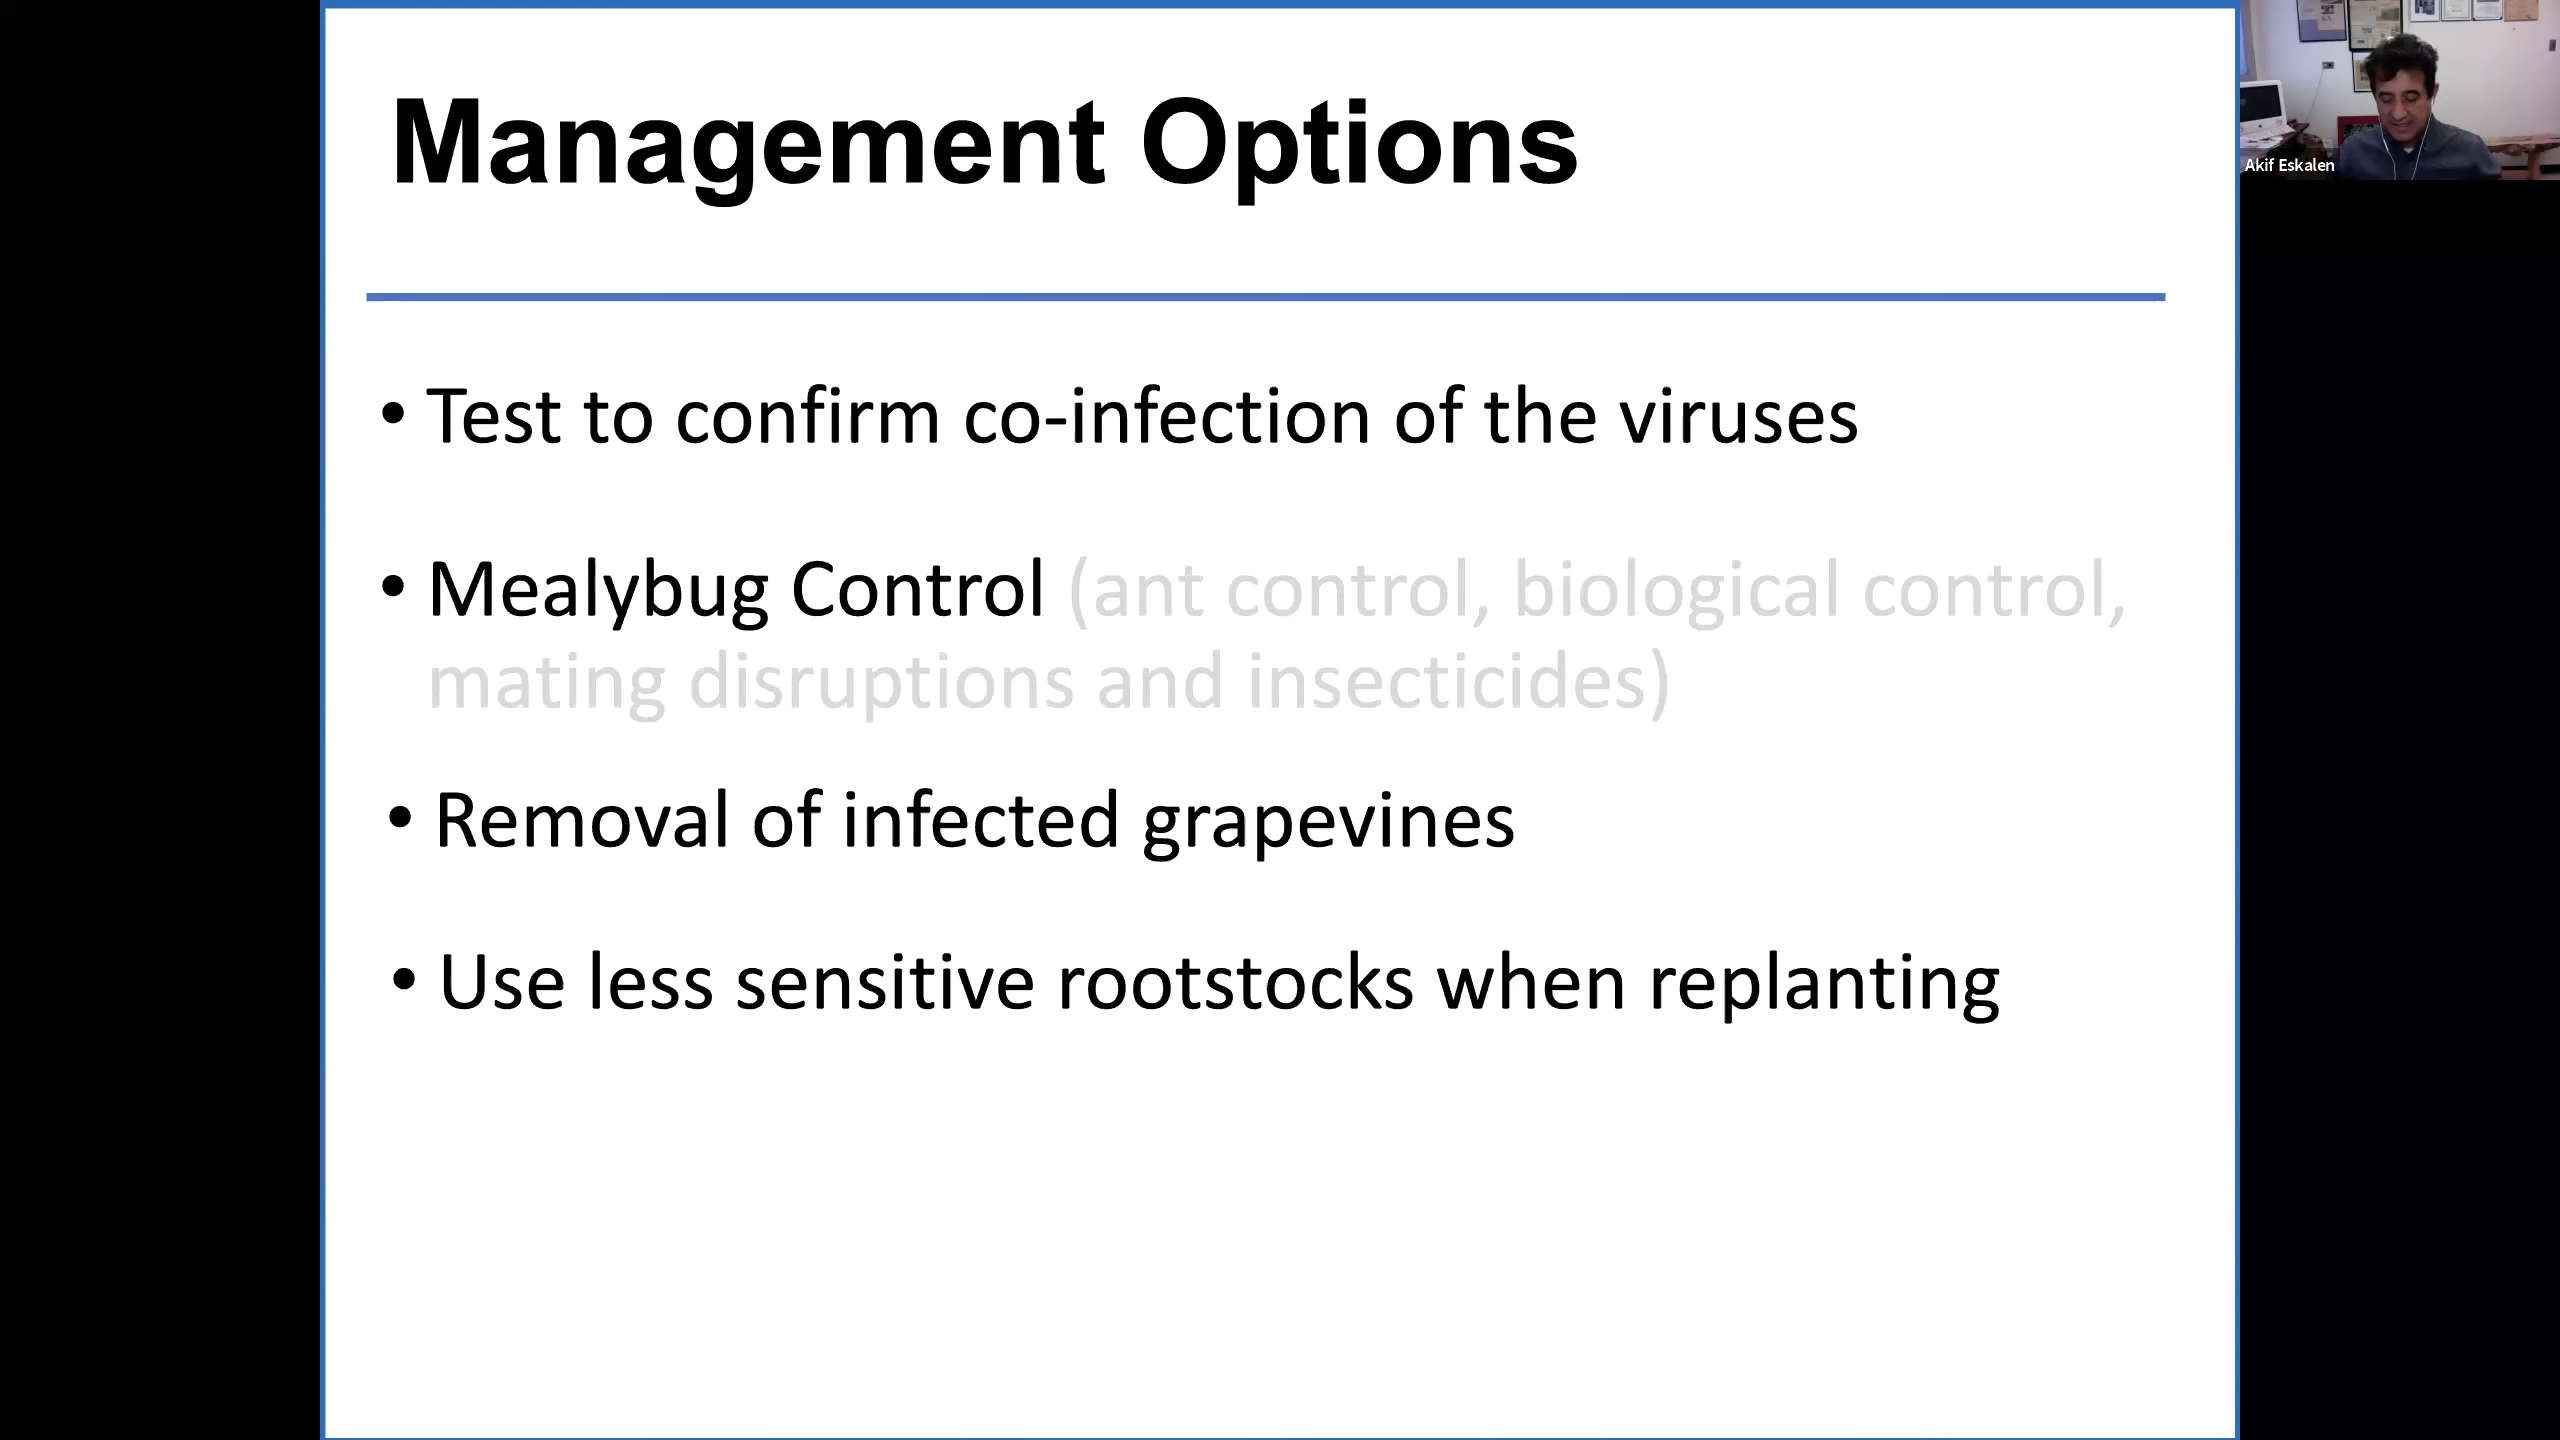 Management Options
• Test to confirm co-infection of the viruses
• Mealybug Control (ant control, biological control,
mating disruptions and insecticides)
• Removal of infected grapevines
• Use less sensitive rootstocks when replanting
Akif Eskalen